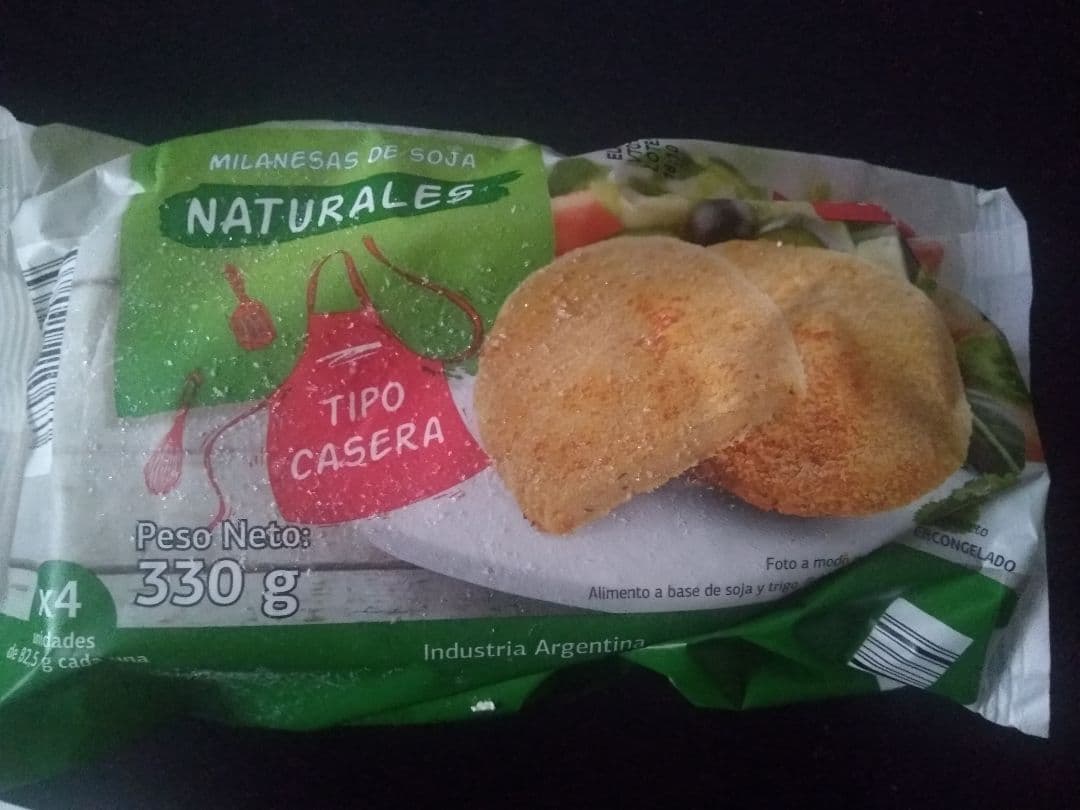 MILANESAS DE SOJA
NATURALES
TIPO
CASERA
Peso Neto:
330 g
x4
unidades
de 82,5 g cada una
Foto a modo
Alimento a base de soja y trigo.
Industria Argentina
LOTE